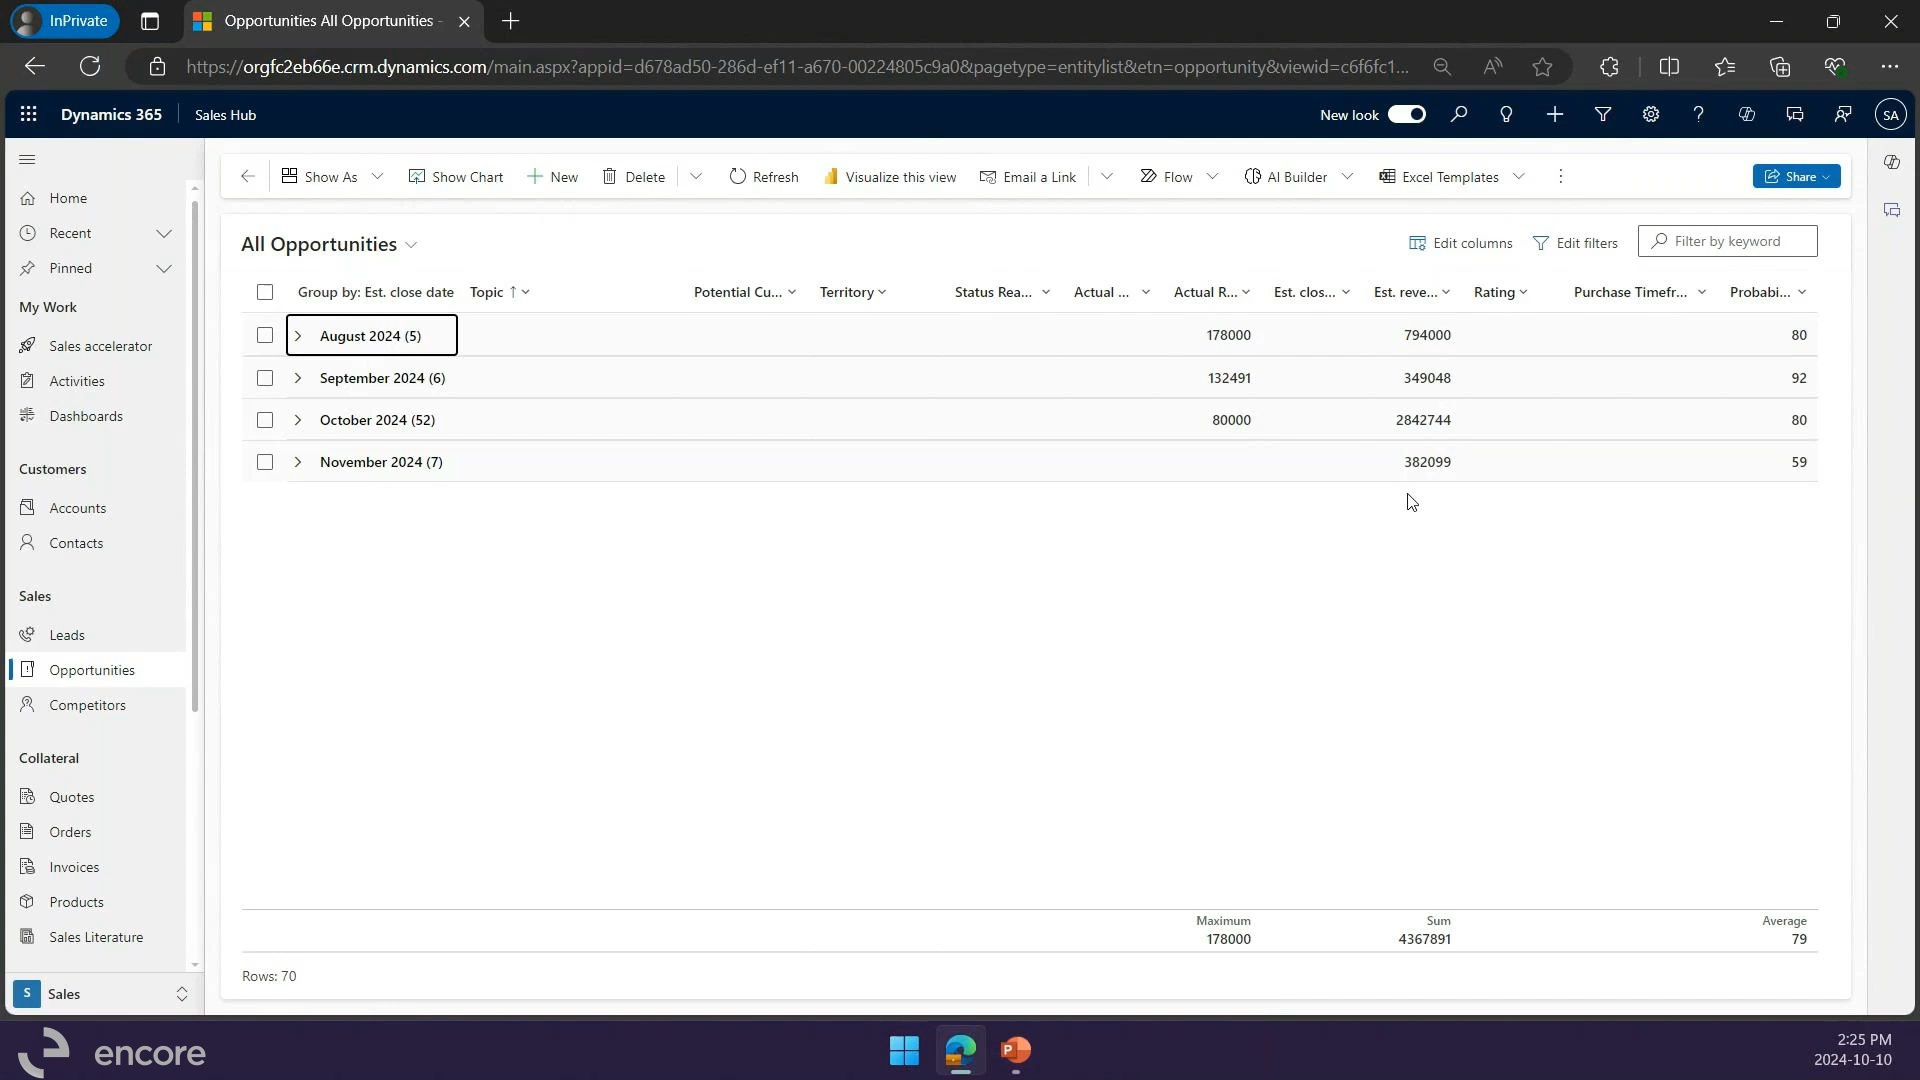 InPrivate
Opportunities All Opportunities -
https://orgfc2eb66e.crm.dynamics.com/main.aspx?appid=d678ad50-286d-ef11-a670-00224805c9a0&pagetype=entitylist&etn=opportunity&viewid=c6f6fc1...
Dynamics 365
Sales Hub
New look
SA
Home
Recent
Pinned
My Work
Sales accelerator
Activities
Dashboards
Customers
Accounts
Contacts
Sales
Leads
Opportunities
Competitors
Collateral
Quotes
Orders
Invoices
Products
Sales Literature
S Sales
Show As Show Chart New Delete Refresh Visualize this view Email a Link Flow AI Builder Excel Templates Share
All Opportunities
Edit columns Edit filters Filter by keyword
Group by: Est. close date Topic Potential Cu... Territory Status Rea... Actual ... Actual R... Est. clos... Est. reve... Rating Purchase Timefr... Probabi...
August 2024 (5) 178000 794000 80
September 2024 (6) 132491 349048 92
October 2024 (52) 80000 2842744 80
November 2024 (7) 382099 59
Maximum Sum Average
178000 4367891 79
Rows: 70
encore
P
2:25 PM
2024-10-10